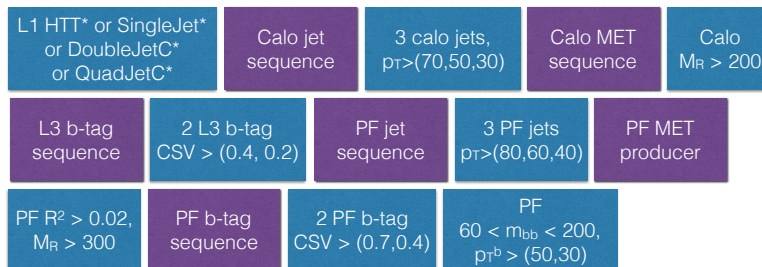 L1 HTT* or SingleJet*
or DoubleJetC*
or QuadJetC*
Calo jet
sequence
3 calo jets,
pT>(70,50,30)
Calo MET
sequence
Calo
MR > 200
L3 b-tag
sequence
2 L3 b-tag
CSV > (0.4, 0.2)
PF jet
sequence
3 PF jets
pT>(80,60,40)
PF MET
producer
PF R² > 0.02,
MR > 300
PF b-tag
sequence
2 PF b-tag
CSV > (0.7,0.4)
PF
60 < mbb < 200,
pTᵇ > (50,30)